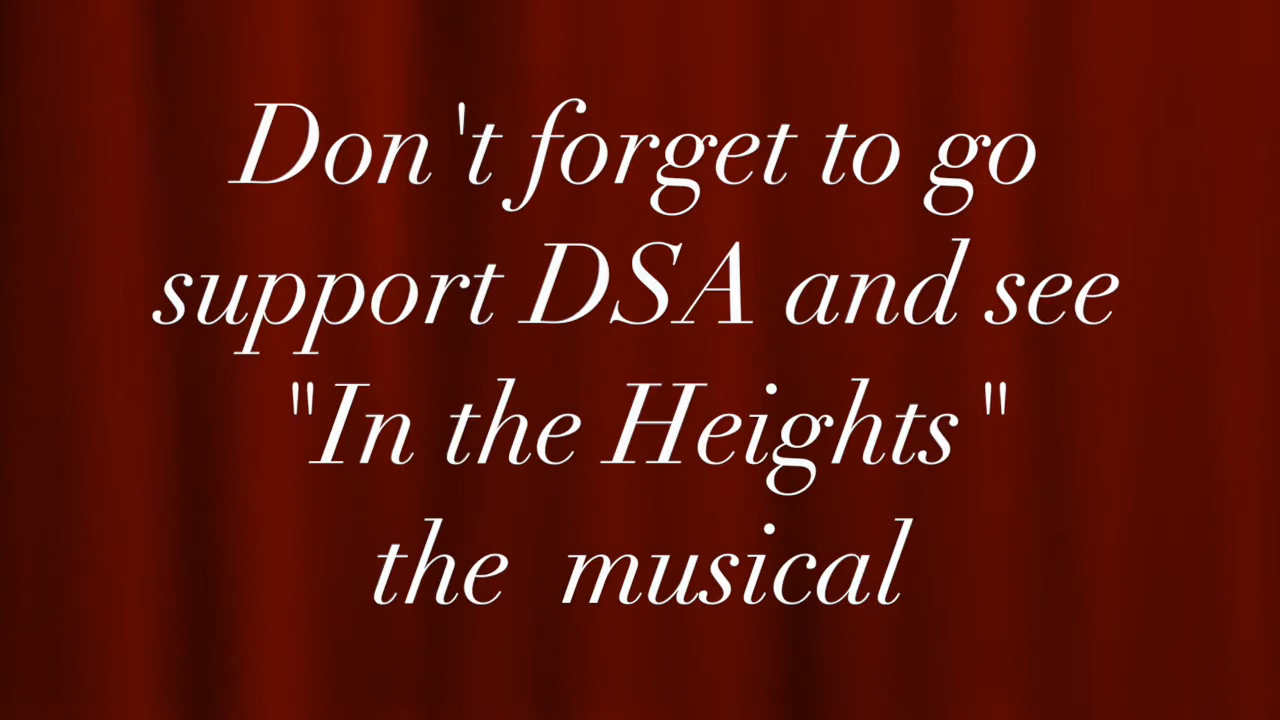 Don't forget to go
support DSA and see
"In the Heights"
the musical